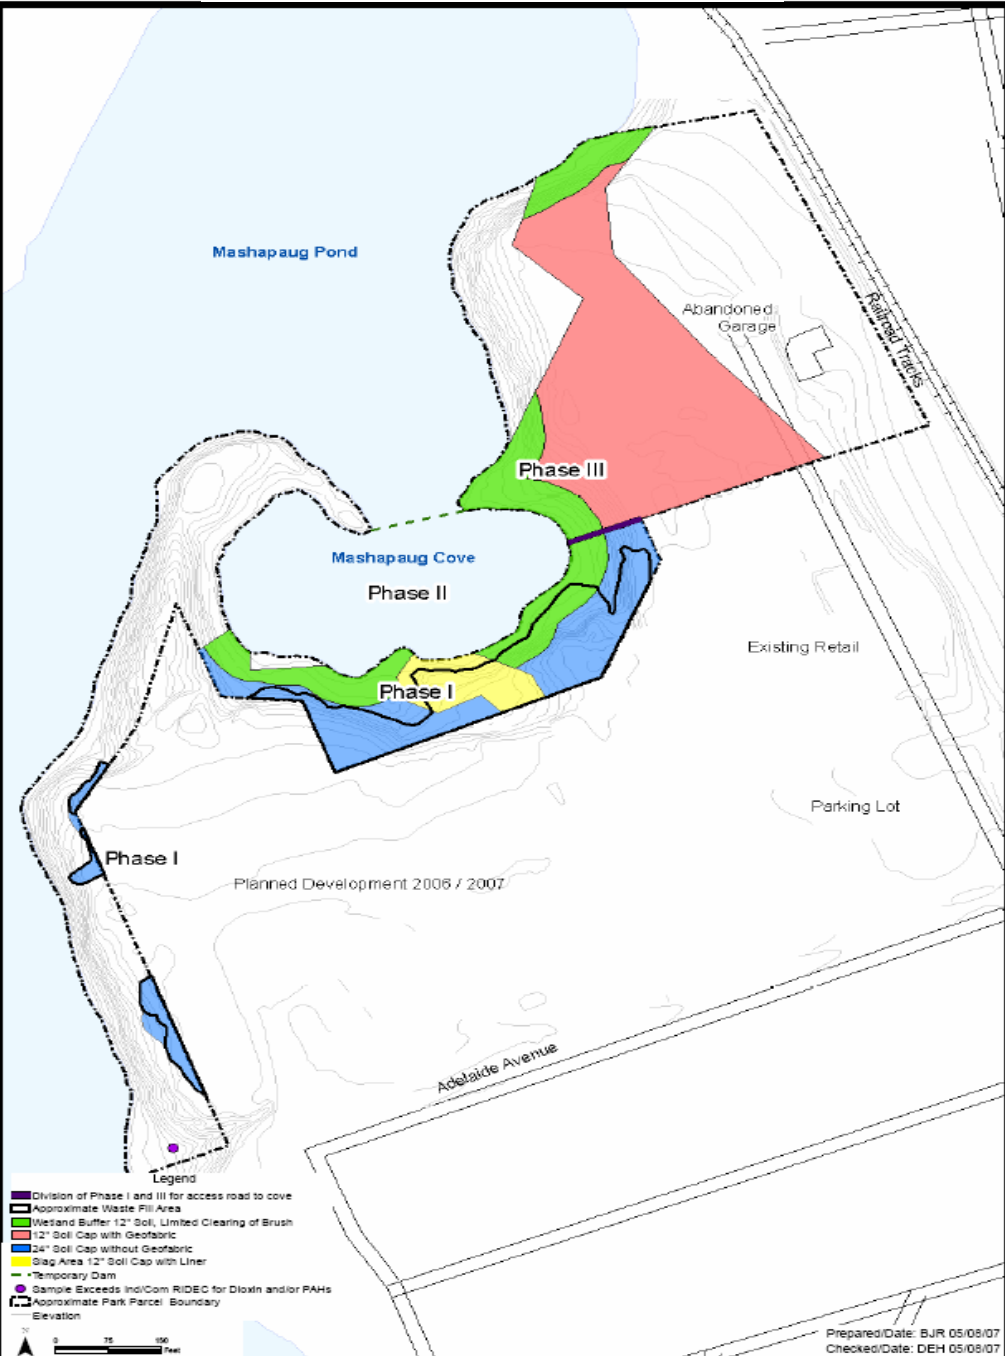 Mashapaug Pond
Abandoned
Garage
Railroad Tracks
Phase III
Mashapaug Cove
Phase II
Existing Retail
Phase I
Parking Lot
Phase I
Planned Development 2006 / 2007
Adelaide Avenue
Legend
Division of Phase I and III for access road to cove
Approximate Waste Fill Area
Wetland Buffer 12" Soil, Limited Clearing of Brush
12" Soil Cap with Geofabric
24" Soil Cap without Geofabric
Slag Area 12" Soil Cap with Liner
Temporary Dam
Sample Exceeds Ind/Com RIDEC for Dioxin and/or PAHs
Approximate Park Parcel Boundary
Elevation
N
0 75 150
Feet
Prepared/Date: BJR 05/08/07
Checked/Date: DEH 05/08/07